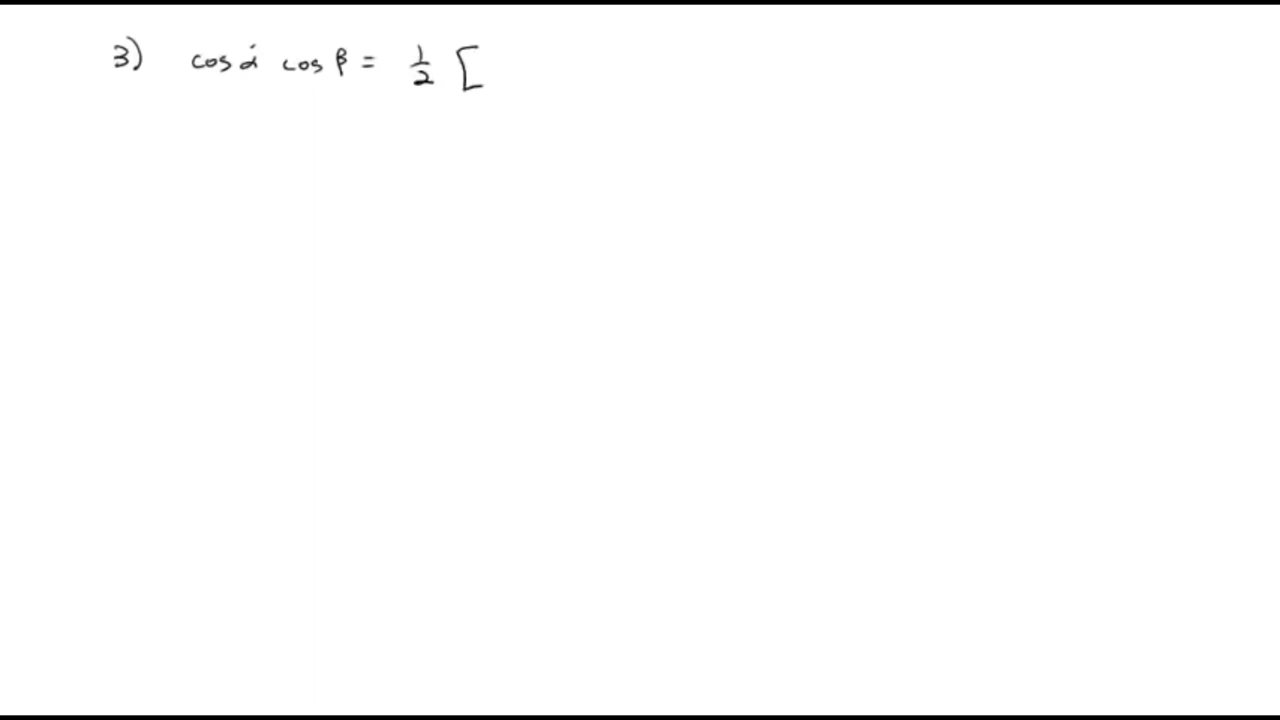 3) cos α cos β = 1/2 [